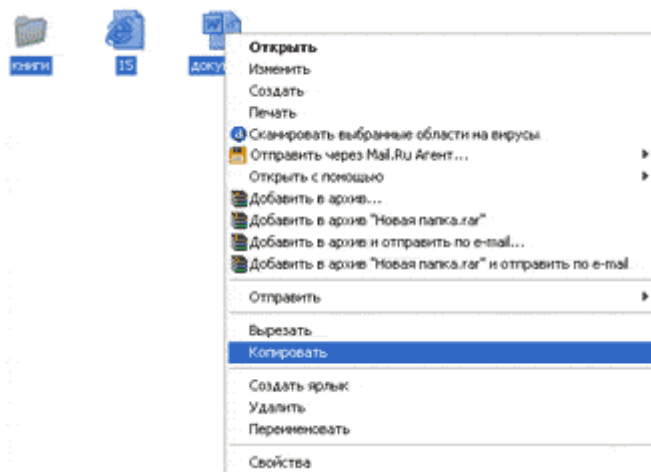 книги
15
Открыть
Изменить
Создать
Печать
Сканировать выбранные области на вирусы
Отправить через Mail.Ru Агент...
Открыть с помощью
Добавить в архив...
Добавить в архив "Новая папка.rar"
Добавить в архив и отправить по e-mail...
Добавить в архив "Новая папка.rar" и отправить по e-mail
Отправить
Вырезать
Копировать
Создать ярлык
Удалить
Переименовать
Свойства